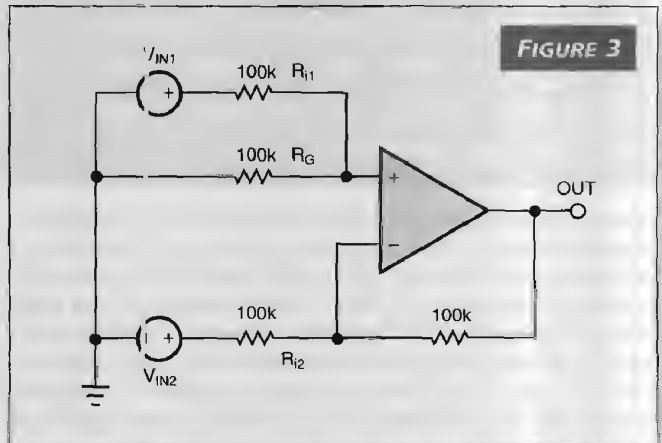 FIGURE 3
V_IN1
100k R_i1
100k R_G
+
+
−
OUT
100k
100k
− +
R_i2
V_IN2